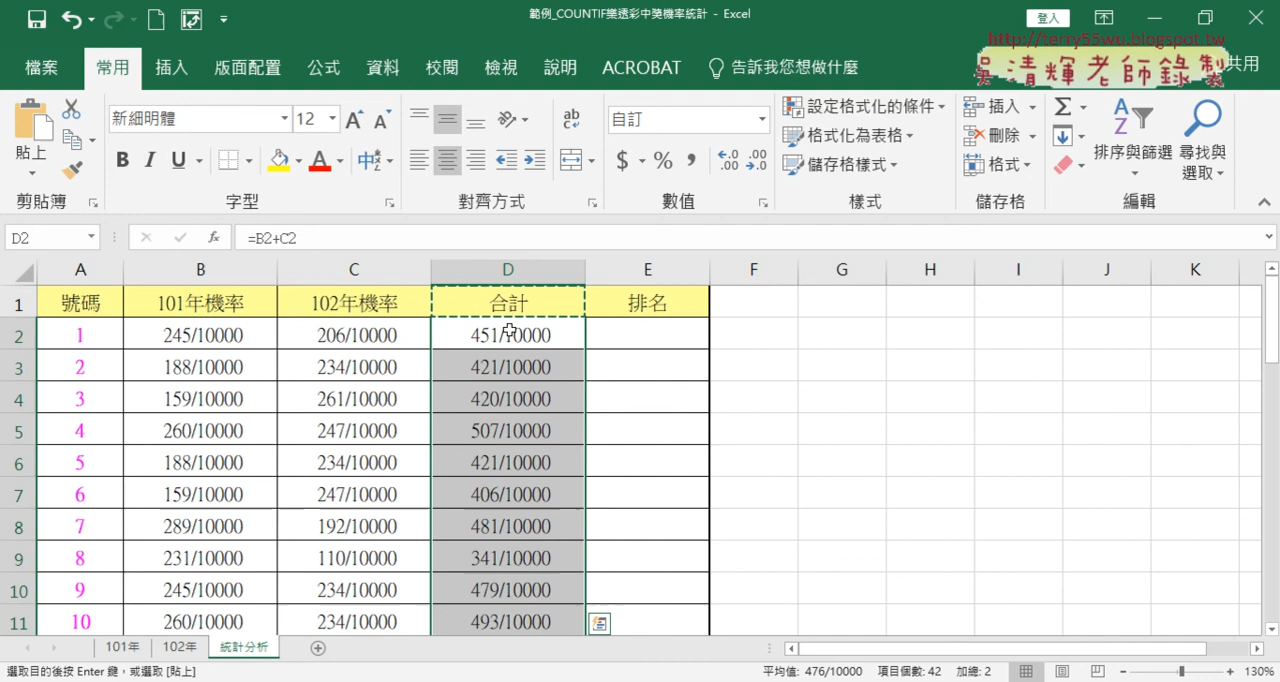 範例_COUNTIF樂透彩中獎機率統計 - Excel
登入
http://terry55wu.blogspot.tw
吳清輝老師錄製
檔案 常用 插入 版面配置 公式 資料 校閱 檢視 說明 ACROBAT 告訴我您想做什麼 共用
貼上
剪貼簿
新細明體 12
B I U
字型
對齊方式
自訂
$ % ,
數值
設定格式化的條件
格式化為表格
儲存格樣式
樣式
插入
刪除
格式
儲存格
排序與篩選 尋找與選取
編輯
D2 fx =B2+C2
A B C D E F G H I J K
1 號碼 101年機率 102年機率 合計 排名
2 1 245/10000 206/10000 451/10000
3 2 188/10000 234/10000 421/10000
4 3 159/10000 261/10000 420/10000
5 4 260/10000 247/10000 507/10000
6 5 188/10000 234/10000 421/10000
7 6 159/10000 247/10000 406/10000
8 7 289/10000 192/10000 481/10000
9 8 231/10000 110/10000 341/10000
10 9 245/10000 234/10000 479/10000
11 10 260/10000 234/10000 493/10000
101年 102年 統計分析
選取目的後按 Enter 鍵，或選取 [貼上] 平均值: 476/10000 項目個數: 42 加總: 2 130%